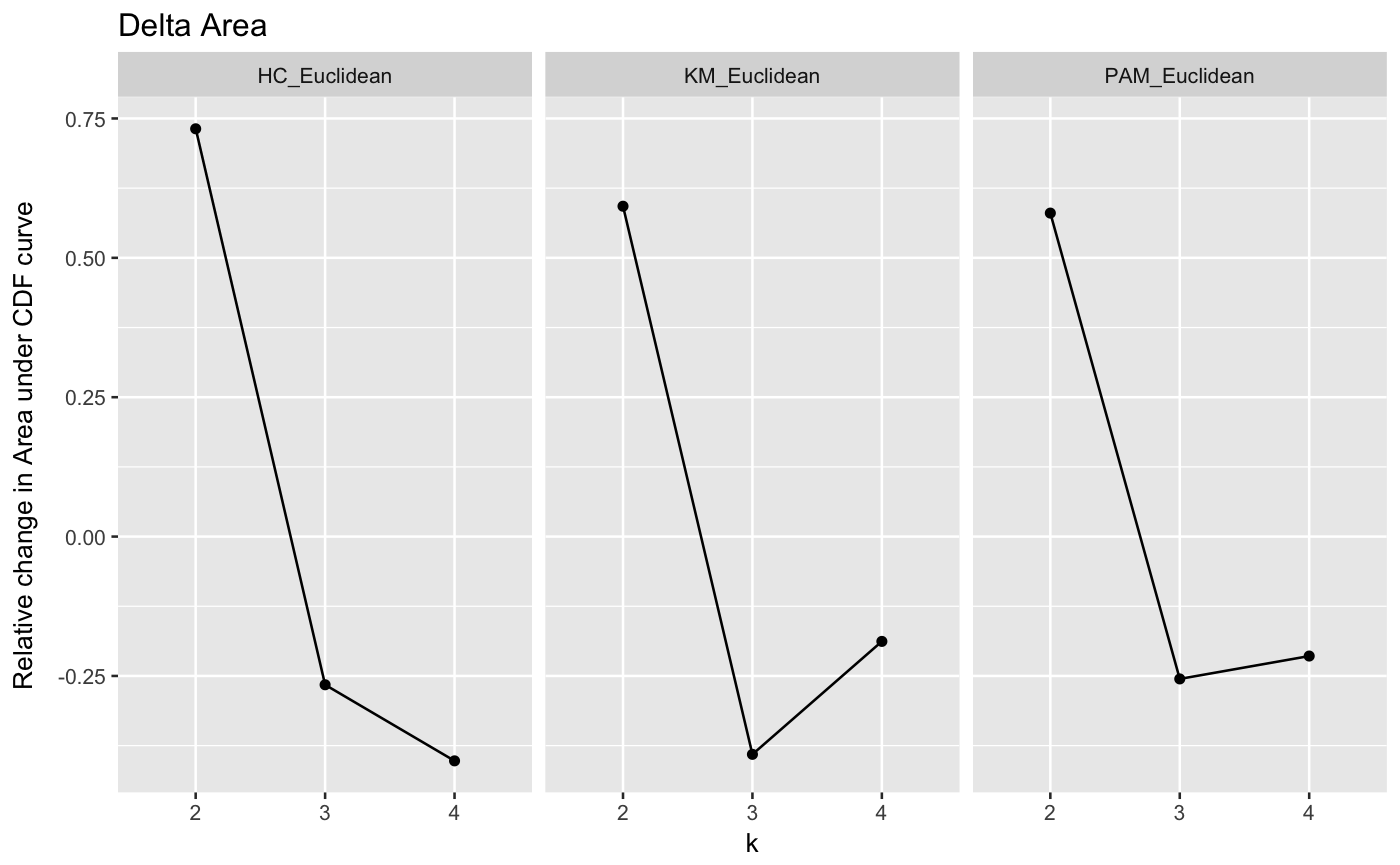 Delta Area
HC_Euclidean
KM_Euclidean
PAM_Euclidean
Relative change in Area under CDF curve
0.75
0.50
0.25
0.00
-0.25
2 3 4
2 3 4
2 3 4
k